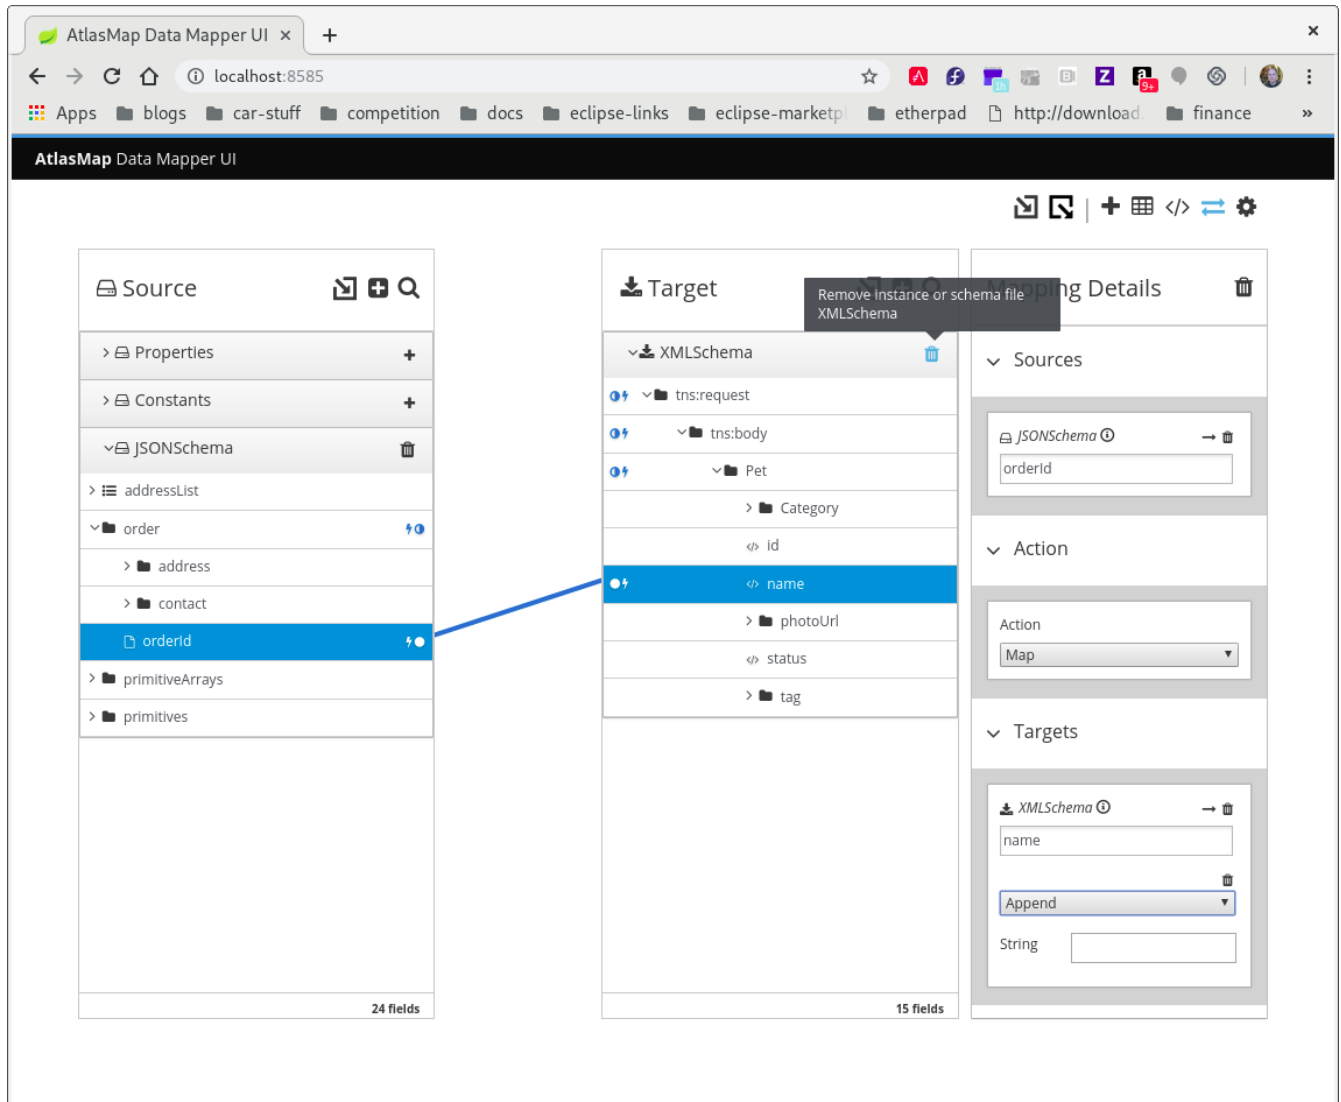 AtlasMap Data Mapper UI
localhost:8585
1h
9+
Apps blogs car-stuff competition docs eclipse-links eclipse-marketpl etherpad http://download. finance »
AtlasMap Data Mapper UI
Source
Properties
Constants
JSONSchema
addressList
order
address
contact
orderId
primitiveArrays
primitives
24 fields
Target
Remove instance or schema file
XMLSchema
XMLSchema
tns:request
tns:body
Pet
Category
id
name
photoUrl
status
tag
15 fields
Mapping Details
Sources
JSONSchema
orderId
Action
Action
Map
Targets
XMLSchema
name
Append
String